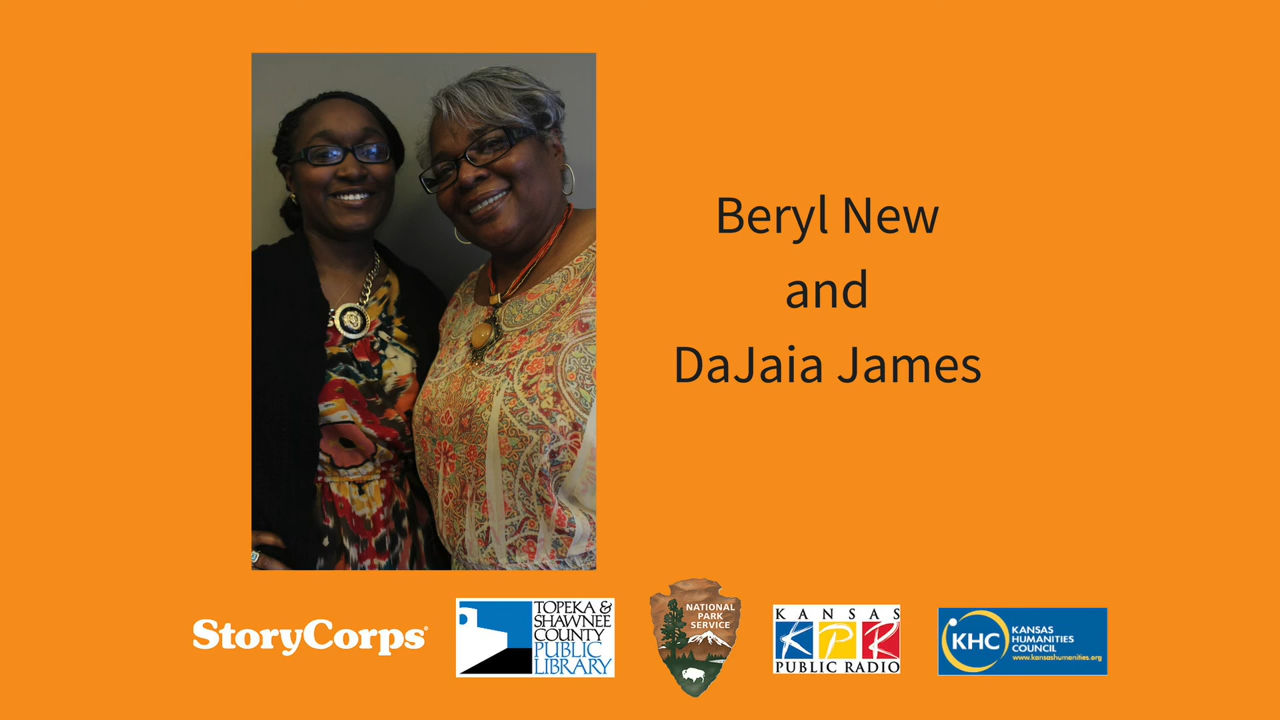 Beryl New
and
DaJaia James
StoryCorps®
TOPEKA &
SHAWNEE
COUNTY
PUBLIC
LIBRARY
NATIONAL
PARK
SERVICE
KANSAS
KPR
PUBLIC RADIO
KHC
KANSAS
HUMANITIES
COUNCIL
www.kansashumanities.org